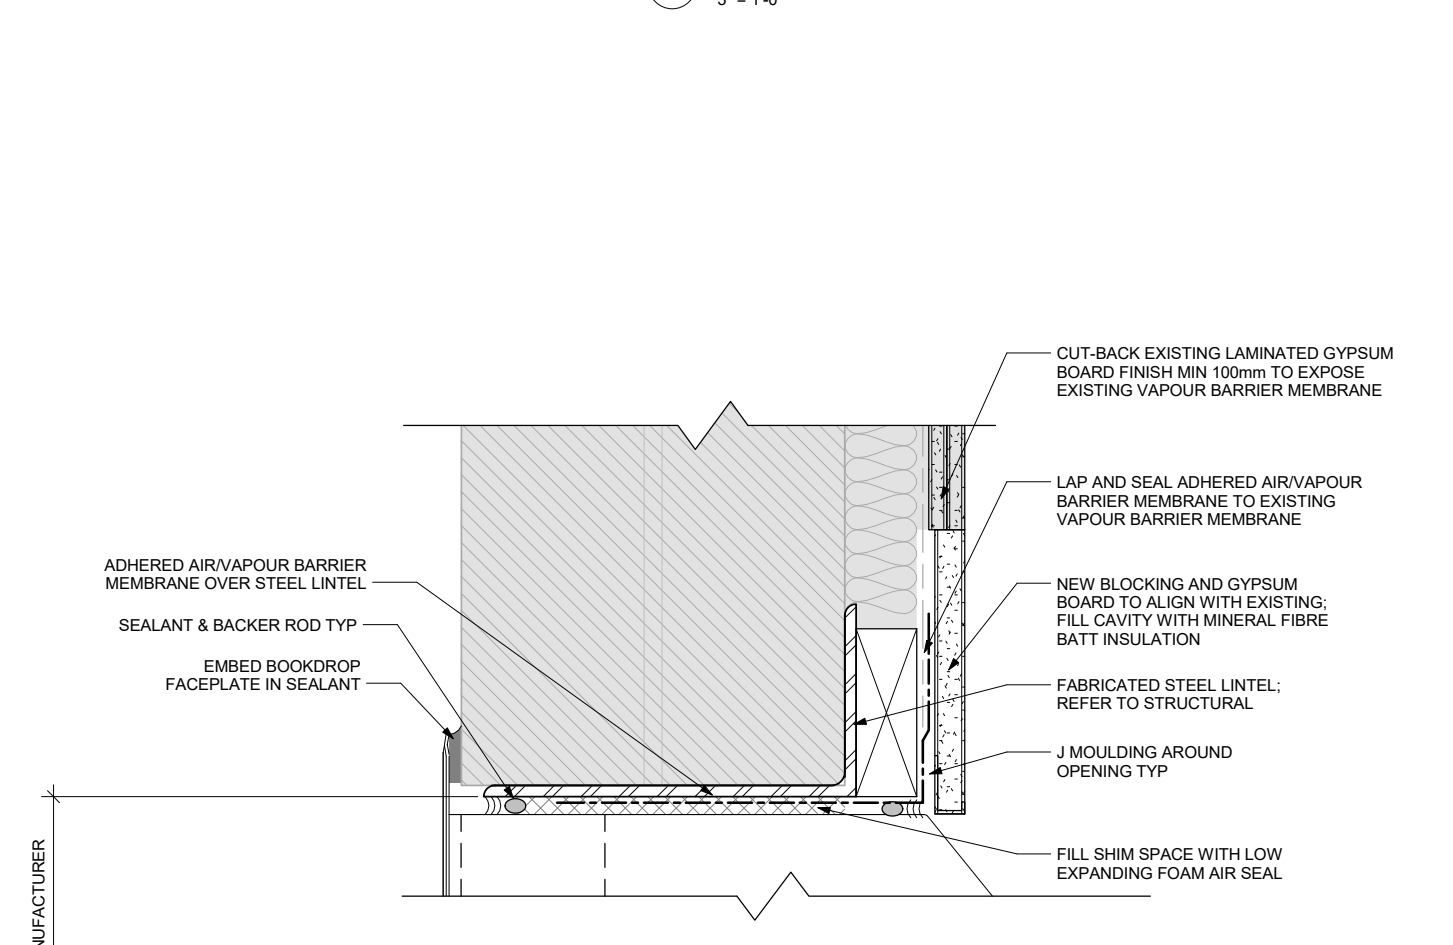 CUT-BACK EXISTING LAMINATED GYPSUM
BOARD FINISH MIN 100mm TO EXPOSE
EXISTING VAPOUR BARRIER MEMBRANE
LAP AND SEAL ADHERED AIR/VAPOUR
BARRIER MEMBRANE TO EXISTING
VAPOUR BARRIER MEMBRANE
ADHERED AIR/VAPOUR BARRIER
MEMBRANE OVER STEEL LINTEL
NEW BLOCKING AND GYPSUM
BOARD TO ALIGN WITH EXISTING;
FILL CAVITY WITH MINERAL FIBRE
BATT INSULATION
SEALANT & BACKER ROD TYP
EMBED BOOKDROP
FACEPLATE IN SEALANT
FABRICATED STEEL LINTEL;
REFER TO STRUCTURAL
J MOULDING AROUND
OPENING TYP
FILL SHIM SPACE WITH LOW
EXPANDING FOAM AIR SEAL